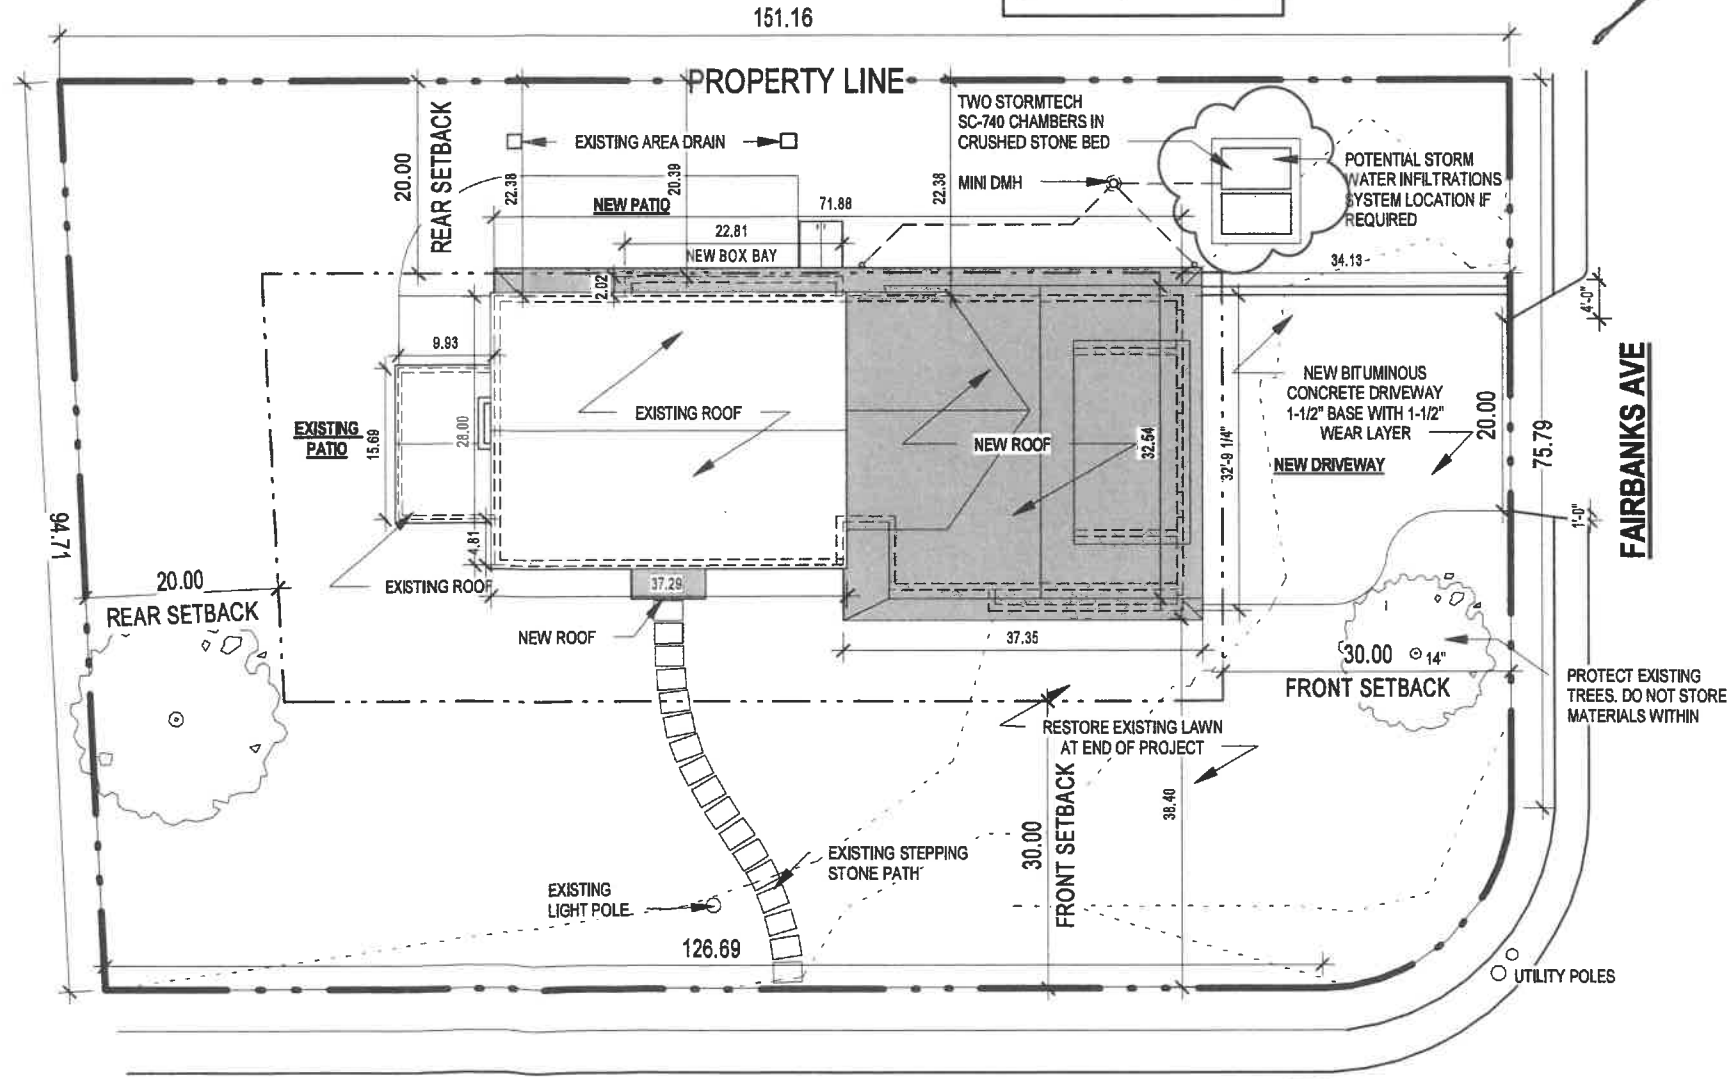 151.16
PROPERTY LINE
TWO STORMTECH
SC-740 CHAMBERS IN
CRUSHED STONE BED
EXISTING AREA DRAIN
REAR SETBACK
20.00
22.38
20.39
22.38
MINI DMH
POTENTIAL STORM
WATER INFILTRATIONS
SYSTEM LOCATION IF
REQUIRED
NEW PATIO
71.88
22.81
NEW BOX BAY
34.13
2.02
4'-0"
9.93
EXISTING
PATIO
15.69
28.00
EXISTING ROOF
NEW ROOF
32.54
32'-9 1/4"
NEW BITUMINOUS
CONCRETE DRIVEWAY
1-1/2" BASE WITH 1-1/2"
WEAR LAYER
NEW DRIVEWAY
20.00
75.79
FAIRBANKS AVE
94.71
4.81
1'-0"
20.00
REAR SETBACK
EXISTING ROOF
37.29
NEW ROOF
37.35
30.00
14"
FRONT SETBACK
PROTECT EXISTING
TREES. DO NOT STORE
MATERIALS WITHIN
RESTORE EXISTING LAWN
AT END OF PROJECT
30.00
FRONT SETBACK
38.40
EXISTING STEPPING
STONE PATH
EXISTING
LIGHT POLE
126.69
UTILITY POLES